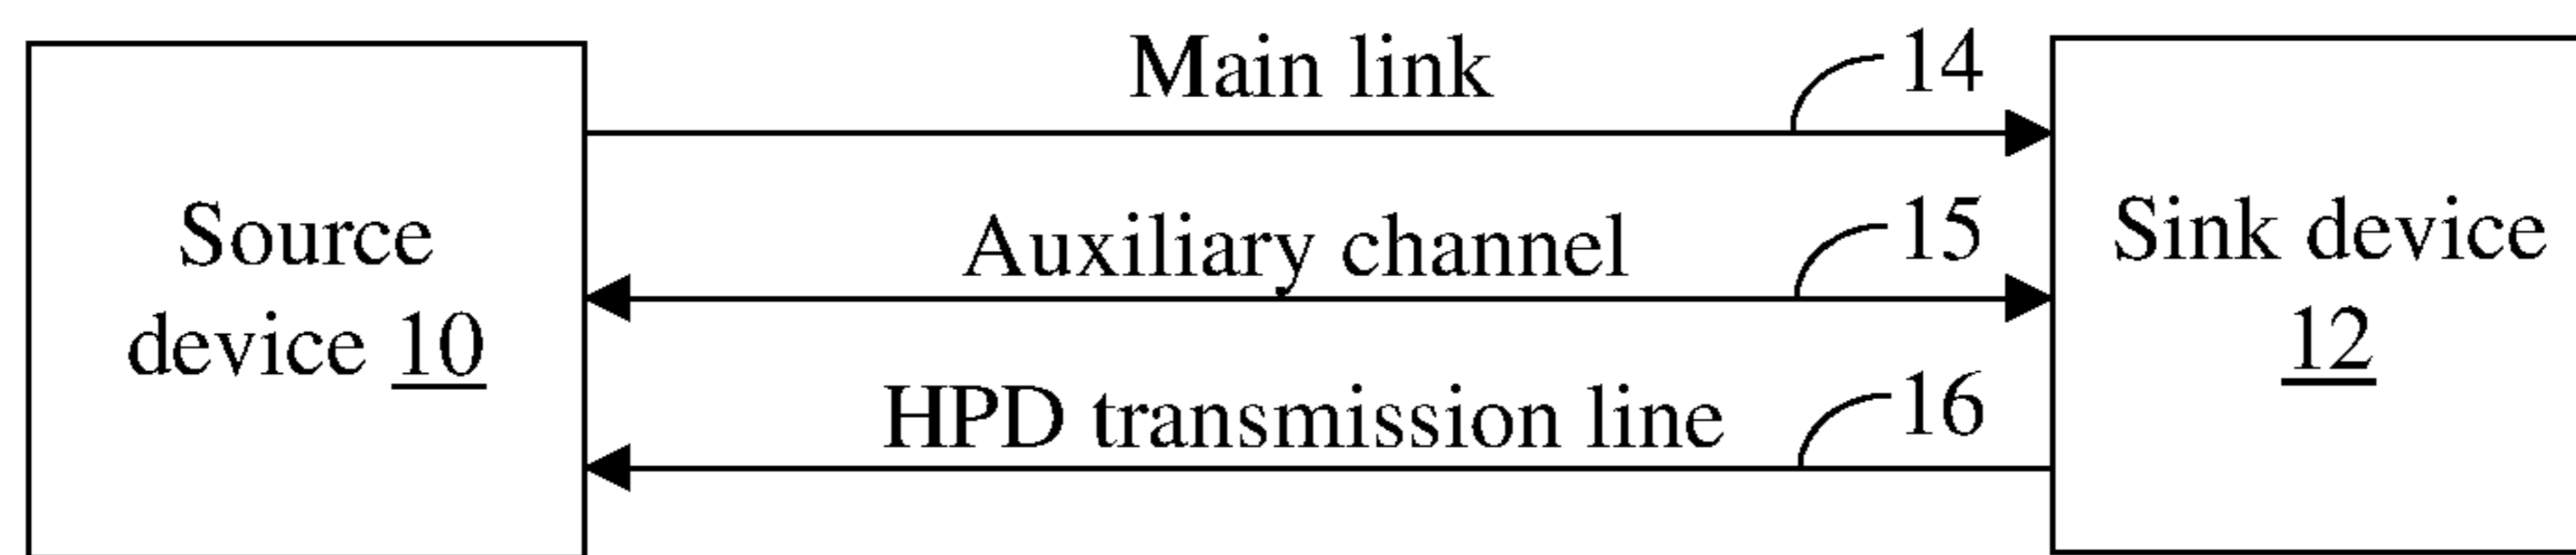 Main link
14
Source
device 10
Auxiliary channel
15
Sink device
12
HPD transmission line
16